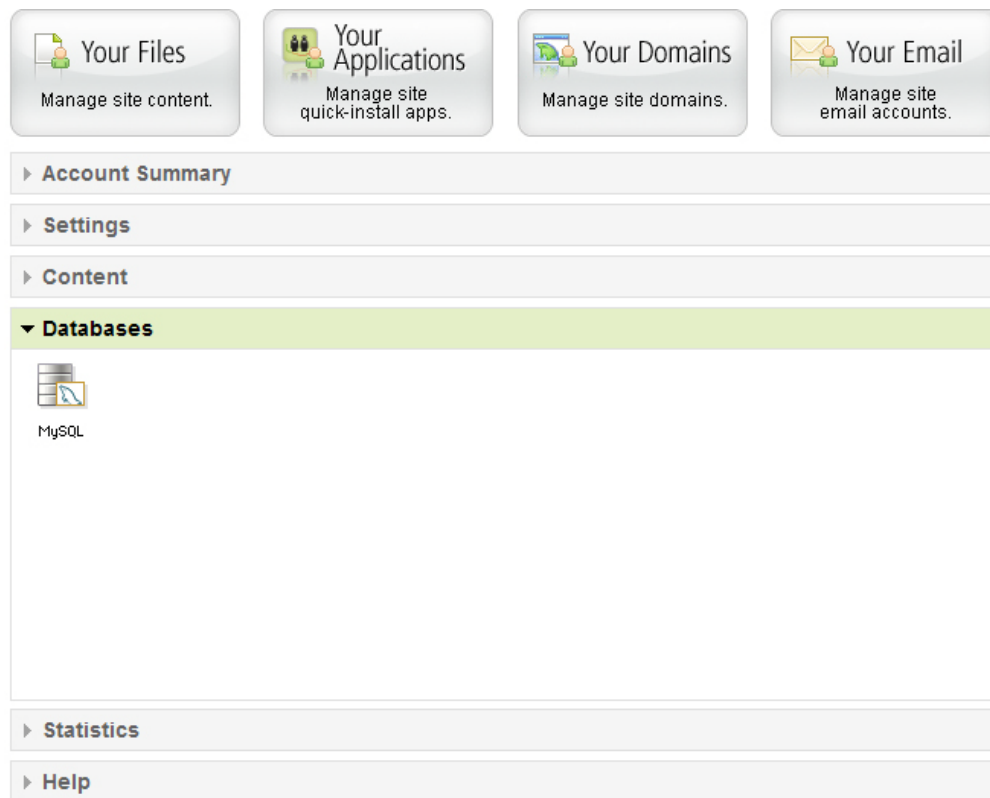 Your Files
Manage site content.
Your
Applications
Manage site
quick-install apps.
Your Domains
Manage site domains.
Your Email
Manage site
email accounts.
Account Summary
Settings
Content
Databases
MySQL
Statistics
Help